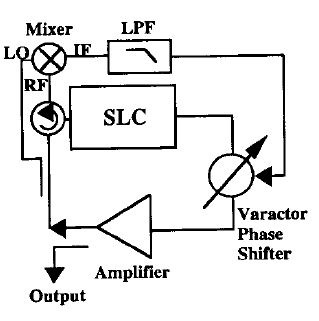 Mixer
LPF
LO
IF
RF
SLC
Varactor
Phase
Shifter
Amplifier
Output